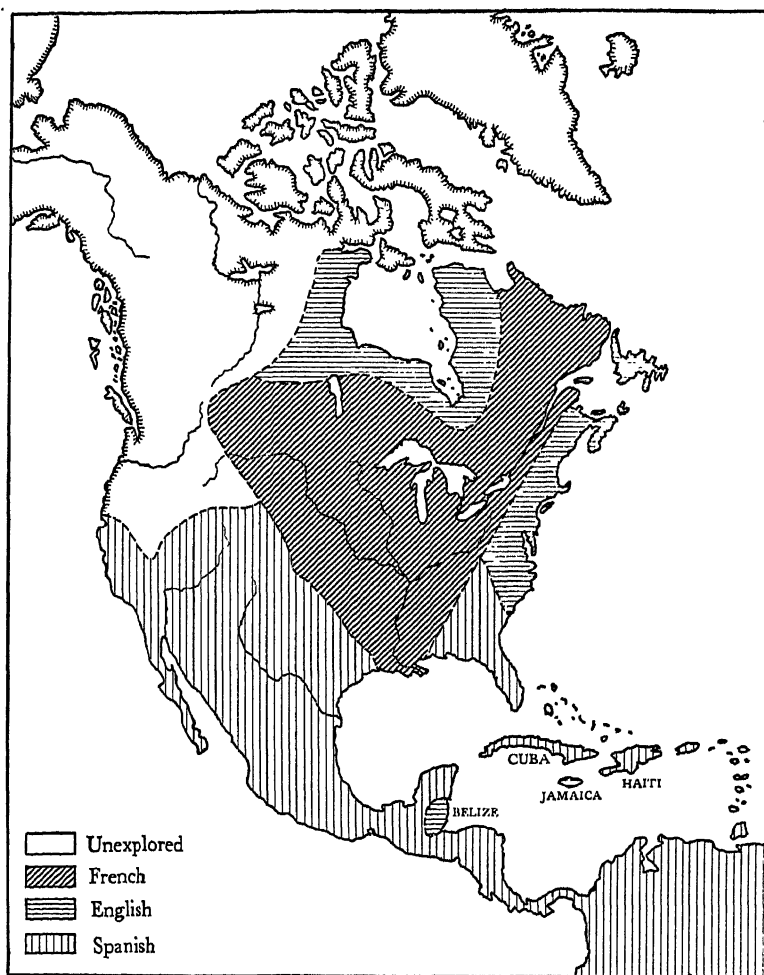 CUBA
HAITI
JAMAICA
BELIZE
Unexplored
French
English
Spanish